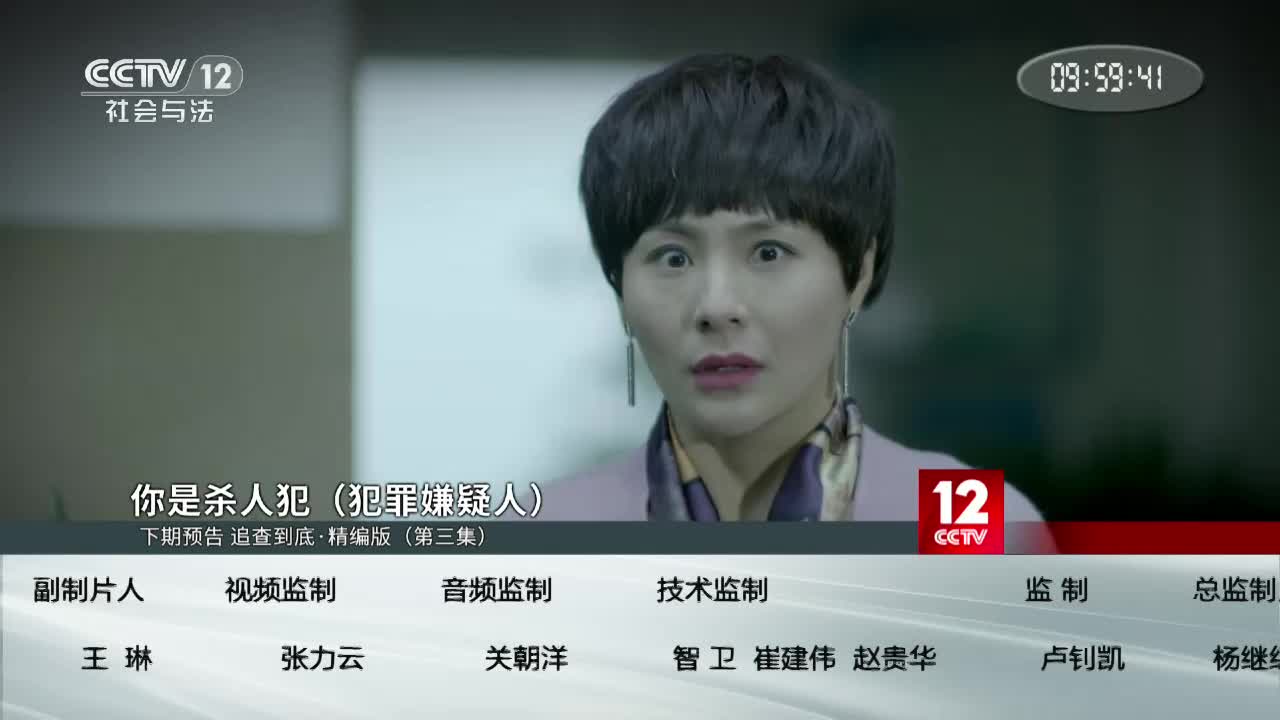 CCTV 12
社会与法
09:59:41
你是杀人犯（犯罪嫌疑人）
下期预告 追查到底·精编版（第三集）
12
CCTV
副制片人 视频监制 音频监制 技术监制 监 制 总监制
王 琳 张力云 关朝洋 智 卫 崔建伟 赵贵华 卢钊凯 杨继